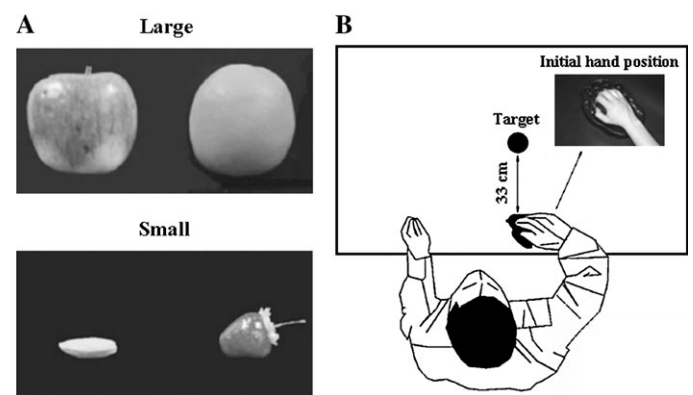 A
Large
Small
B
Initial hand position
Target
33 cm